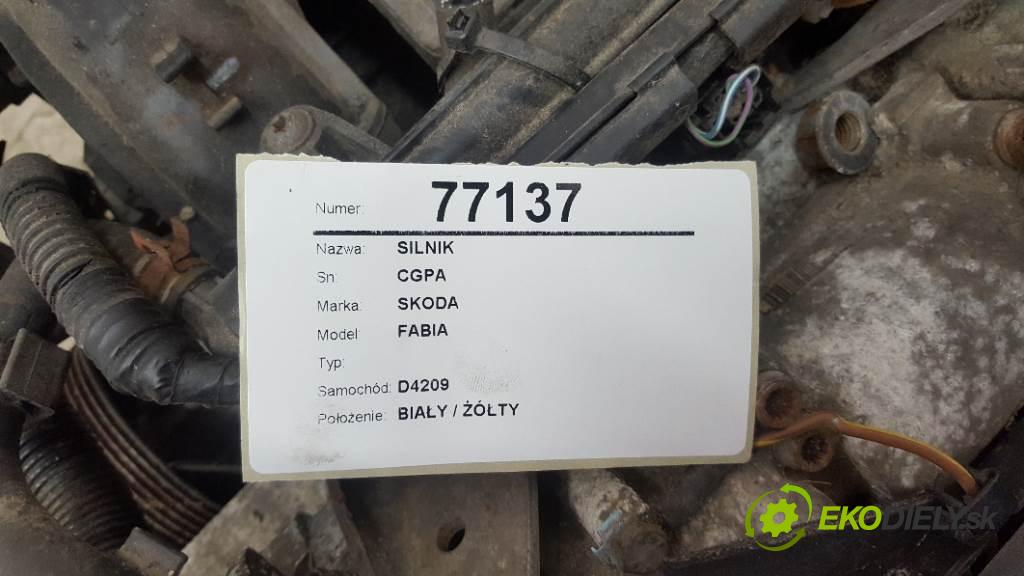 Numer: 77137
Nazwa: SILNIK
Sn: CGPA
Marka: SKODA
Model: FABIA
Typ:
Samochód: D4209
Położenie: BIAŁY / ŻÓŁTY
EKODIELY.sk